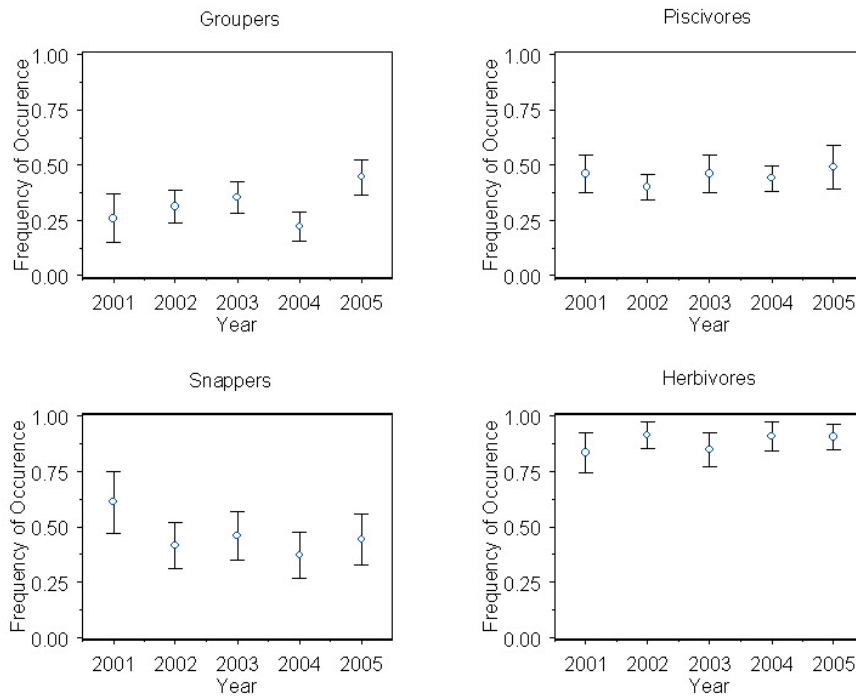 Groupers
Frequency of Occurence
1.00
0.75
0.50
0.25
0.00
2001 2002 2003 2004 2005
Year
Piscivores
Frequency of Occurence
1.00
0.75
0.50
0.25
0.00
2001 2002 2003 2004 2005
Year
Snappers
Frequency of Occurence
1.00
0.75
0.50
0.25
0.00
2001 2002 2003 2004 2005
Year
Herbivores
Frequency of Occurence
1.00
0.75
0.50
0.25
0.00
2001 2002 2003 2004 2005
Year